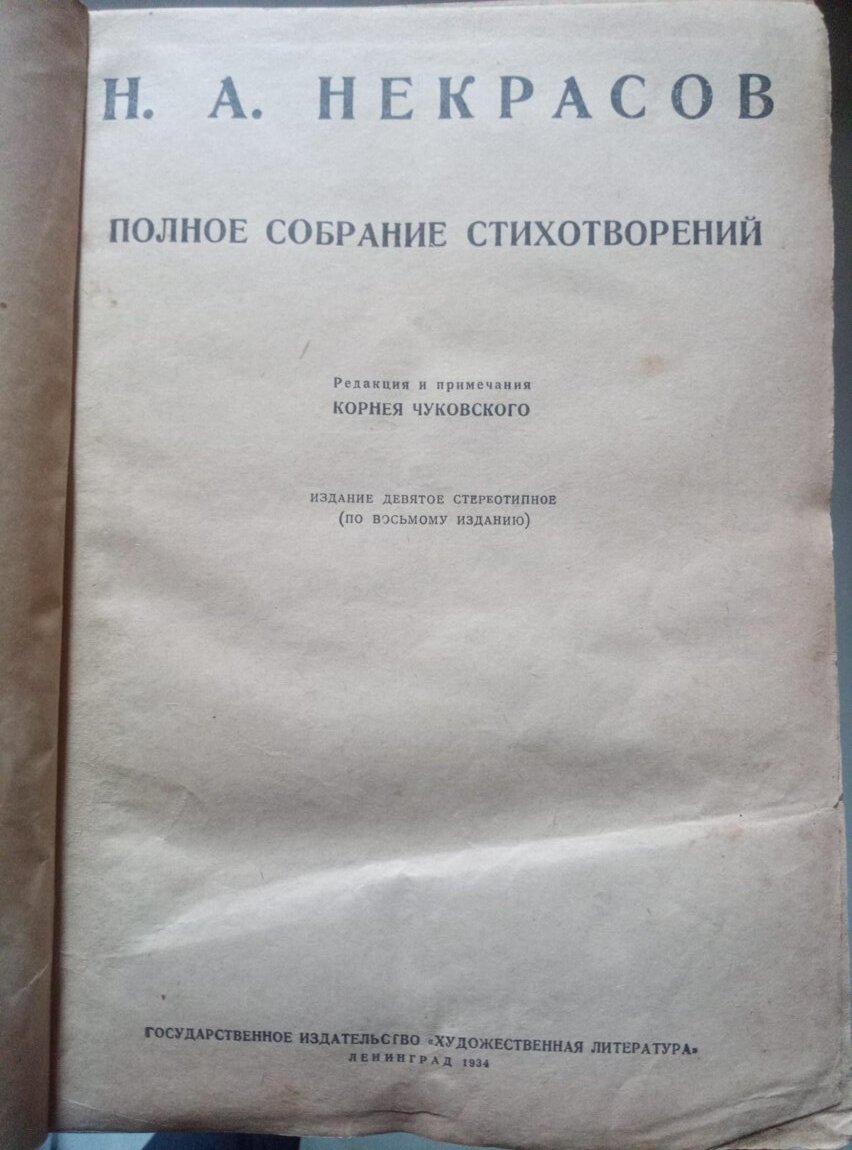 Н. А. НЕКРАСОВ
ПОЛНОЕ СОБРАНИЕ СТИХОТВОРЕНИЙ
Редакция и примечания
КОРНЕЯ ЧУКОВСКОГО
ИЗДАНИЕ ДЕВЯТОЕ СТЕРЕОТИПНОЕ
(ПО ВОСЬМОМУ ИЗДАНИЮ)
ГОСУДАРСТВЕННОЕ ИЗДАТЕЛЬСТВО «ХУДОЖЕСТВЕННАЯ ЛИТЕРАТУРА»
ЛЕНИНГРАД 1934